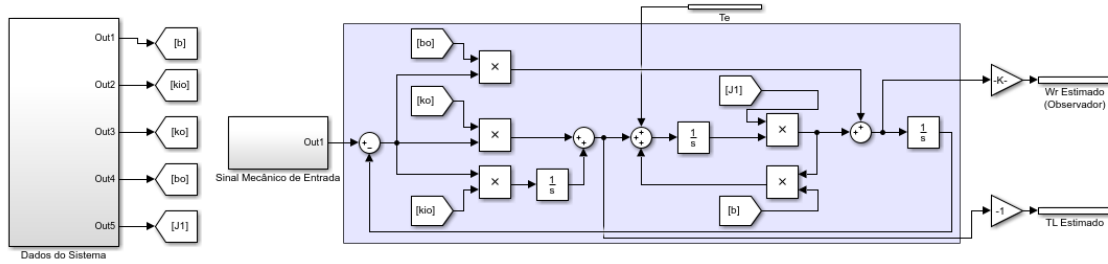 Te
Out1
[b]
[bo]
×
Out2
[kio]
[J1]
-K-
Wr Estimado
(Observador)
[ko]
Out3
[ko]
×
×
1
s
1
s
Out1
Sinal Mecânico de Entrada
Out4
[bo]
×
1
s
×
[kio]
[b]
-1
TL Estimado
Out5
[J1]
Dados do Sistema